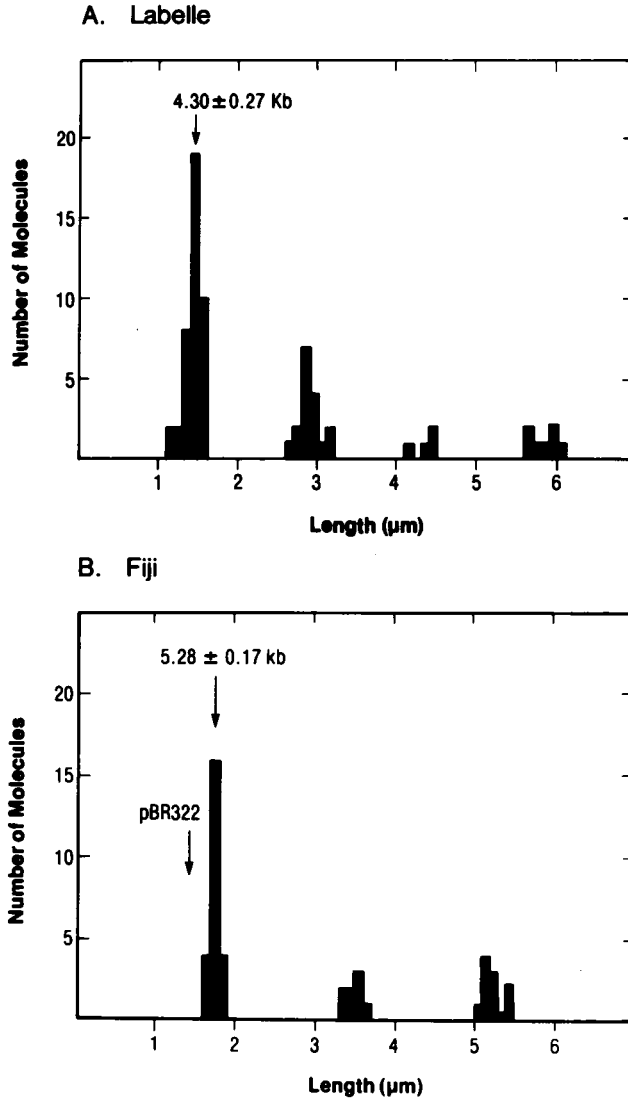 A. Labelle
4.30 ± 0.27 Kb
20
15
10
5
Number of Molecules
1 2 3 4 5 6
Length (µm)
B. Fiji
5.28 ± 0.17 kb
pBR322
20
15
10
5
Number of Molecules
1 2 3 4 5 6
Length (µm)